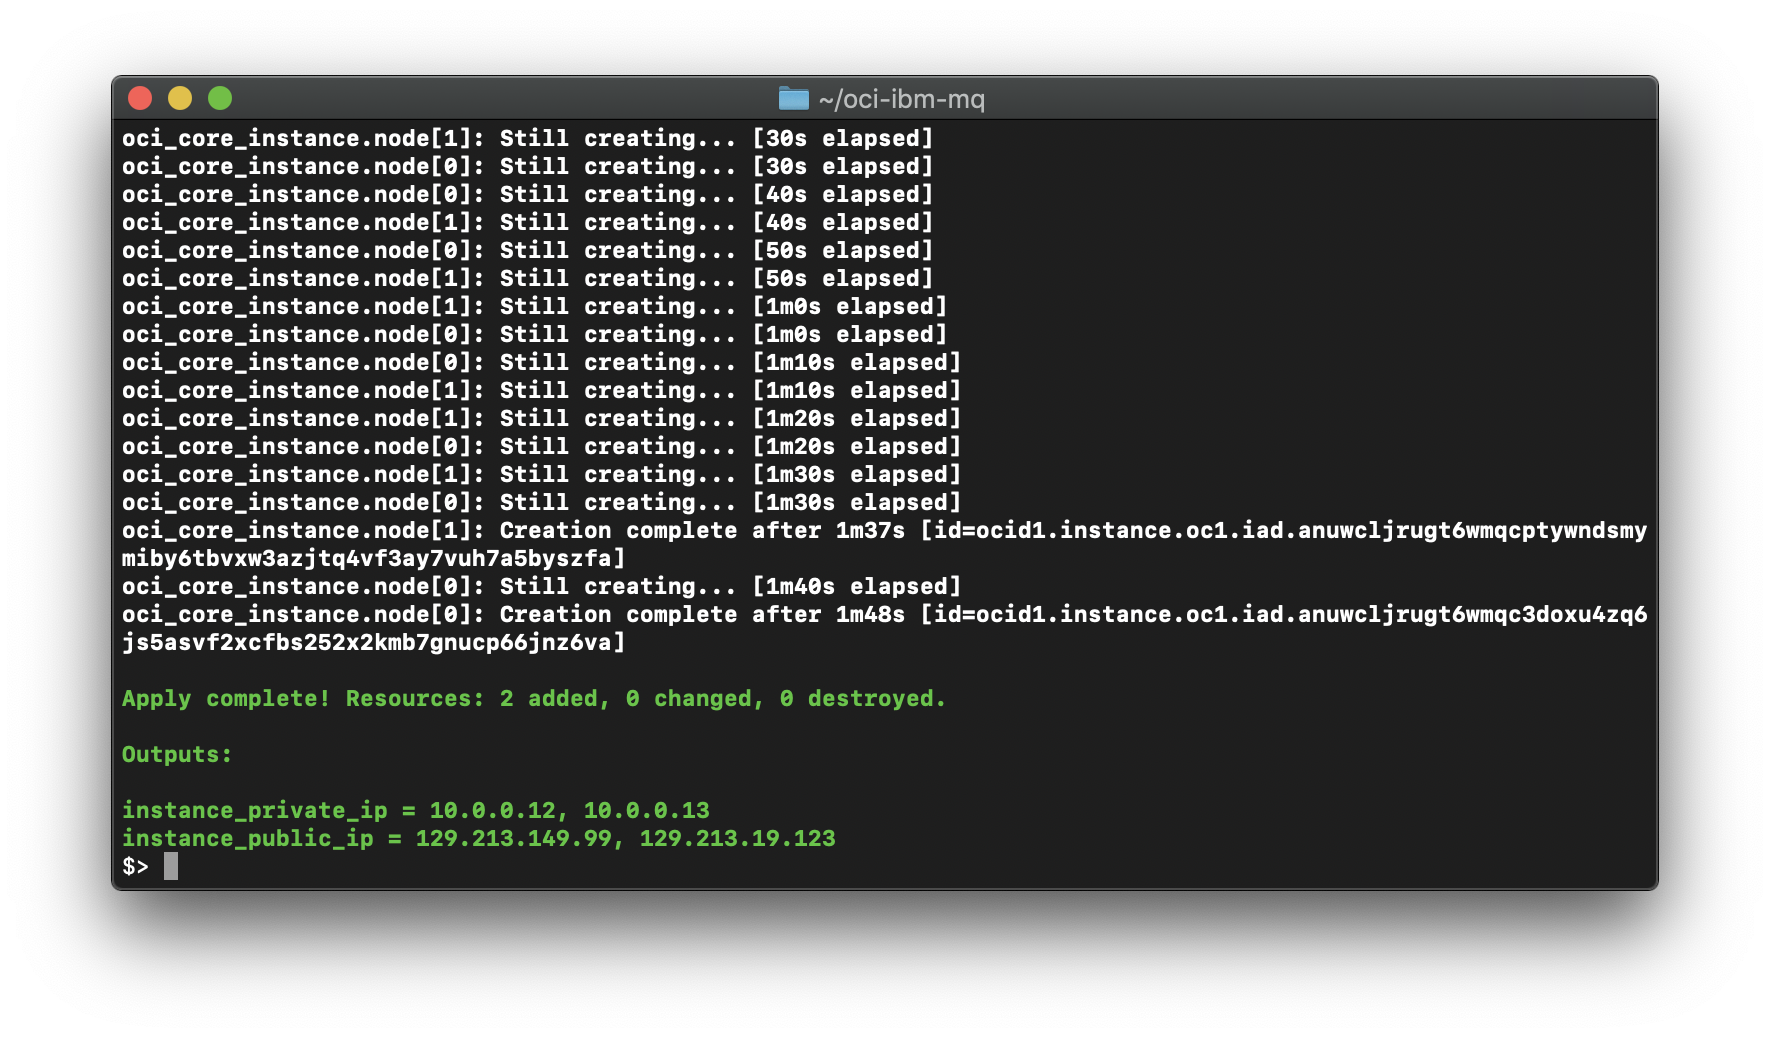 ~/oci-ibm-mq
oci_core_instance.node[1]: Still creating... [30s elapsed]
oci_core_instance.node[0]: Still creating... [30s elapsed]
oci_core_instance.node[0]: Still creating... [40s elapsed]
oci_core_instance.node[1]: Still creating... [40s elapsed]
oci_core_instance.node[0]: Still creating... [50s elapsed]
oci_core_instance.node[1]: Still creating... [50s elapsed]
oci_core_instance.node[1]: Still creating... [1m0s elapsed]
oci_core_instance.node[0]: Still creating... [1m0s elapsed]
oci_core_instance.node[0]: Still creating... [1m10s elapsed]
oci_core_instance.node[1]: Still creating... [1m10s elapsed]
oci_core_instance.node[1]: Still creating... [1m20s elapsed]
oci_core_instance.node[0]: Still creating... [1m20s elapsed]
oci_core_instance.node[1]: Still creating... [1m30s elapsed]
oci_core_instance.node[0]: Still creating... [1m30s elapsed]
oci_core_instance.node[1]: Creation complete after 1m37s [id=ocid1.instance.oc1.iad.anuwcljrugt6wmqcptywndsmy
miby6tbvxw3azjtq4vf3ay7vuh7a5byszfa]
oci_core_instance.node[0]: Still creating... [1m40s elapsed]
oci_core_instance.node[0]: Creation complete after 1m48s [id=ocid1.instance.oc1.iad.anuwcljrugt6wmqc3doxu4zq6
js5asvf2xcfbs252x2kmb7gnucp66jnz6va]
Apply complete! Resources: 2 added, 0 changed, 0 destroyed.
Outputs:
instance_private_ip = 10.0.0.12, 10.0.0.13
instance_public_ip = 129.213.149.99, 129.213.19.123
$>